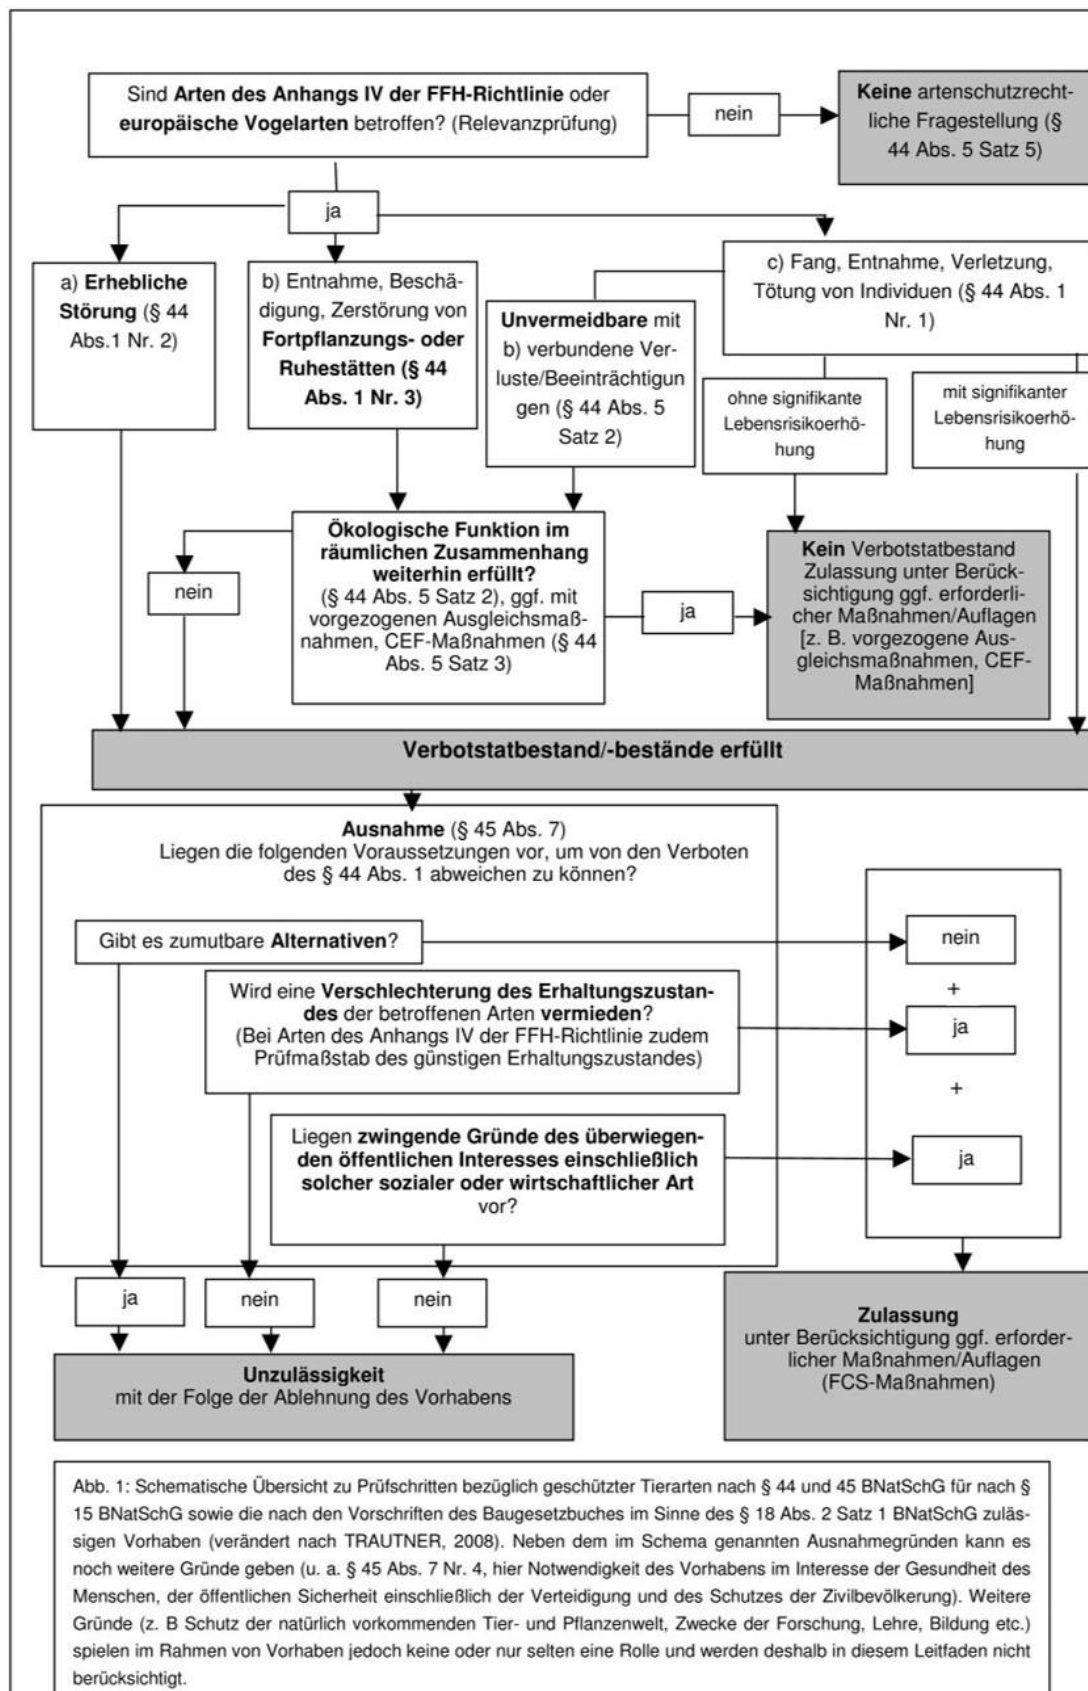 Sind Arten des Anhangs IV der FFH-Richtlinie oder
europäische Vogelarten betroffen? (Relevanzprüfung)
nein
Keine artenschutzrecht-
liche Fragestellung (§
44 Abs. 5 Satz 5)
ja
a) Erhebliche
Störung (§ 44
Abs.1 Nr. 2)
b) Entnahme, Beschä-
digung, Zerstörung von
Fortpflanzungs- oder
Ruhestätten (§ 44
Abs. 1 Nr. 3)
Unvermeidbare mit
b) verbundene Ver-
luste/Beeinträchtigun
gen (§ 44 Abs. 5
Satz 2)
c) Fang, Entnahme, Verletzung,
Tötung von Individuen (§ 44 Abs. 1
Nr. 1)
ohne signifikante
Lebensrisikoerhö-
hung
mit signifikanter
Lebensrisikoerhö-
hung
Ökologische Funktion im
räumlichen Zusammenhang
weiterhin erfüllt?
(§ 44 Abs. 5 Satz 2), ggf. mit
vorgezogenen Ausgleichsmaß-
nahmen, CEF-Maßnahmen (§ 44
Abs. 5 Satz 3)
nein
ja
Kein Verbotstatbestand
Zulassung unter Berück-
sichtigung ggf. erforderli-
cher Maßnahmen/Auflagen
[z. B. vorgezogene Aus-
gleichsmaßnahmen, CEF-
Maßnahmen]
Verbotstatbestand/-bestände erfüllt
Ausnahme (§ 45 Abs. 7)
Liegen die folgenden Voraussetzungen vor, um von den Verboten
des § 44 Abs. 1 abweichen zu können?
Gibt es zumutbare Alternativen?
nein
+
Wird eine Verschlechterung des Erhaltungszustan-
des der betroffenen Arten vermieden?
(Bei Arten des Anhangs IV der FFH-Richtlinie zudem
Prüfmaßstab des günstigen Erhaltungszustandes)
ja
+
Liegen zwingende Gründe des überwiegen-
den öffentlichen Interesses einschließlich
solcher sozialer oder wirtschaftlicher Art
vor?
ja
ja
nein
nein
Unzulässigkeit
mit der Folge der Ablehnung des Vorhabens
Zulassung
unter Berücksichtigung ggf. erforder-
licher Maßnahmen/Auflagen
(FCS-Maßnahmen)
Abb. 1: Schematische Übersicht zu Prüfschritten bezüglich geschützter Tierarten nach § 44 und 45 BNatSchG für nach §
15 BNatSchG sowie die nach den Vorschriften des Baugesetzbuches im Sinne des § 18 Abs. 2 Satz 1 BNatSchG zuläs-
sigen Vorhaben (verändert nach TRAUTNER, 2008). Neben dem im Schema genannten Ausnahmegründen kann es
noch weitere Gründe geben (u. a. § 45 Abs. 7 Nr. 4, hier Notwendigkeit des Vorhabens im Interesse der Gesundheit des
Menschen, der öffentlichen Sicherheit einschließlich der Verteidigung und des Schutzes der Zivilbevölkerung). Weitere
Gründe (z. B Schutz der natürlich vorkommenden Tier- und Pflanzenwelt, Zwecke der Forschung, Lehre, Bildung etc.)
spielen im Rahmen von Vorhaben jedoch keine oder nur selten eine Rolle und werden deshalb in diesem Leitfaden nicht
berücksichtigt.